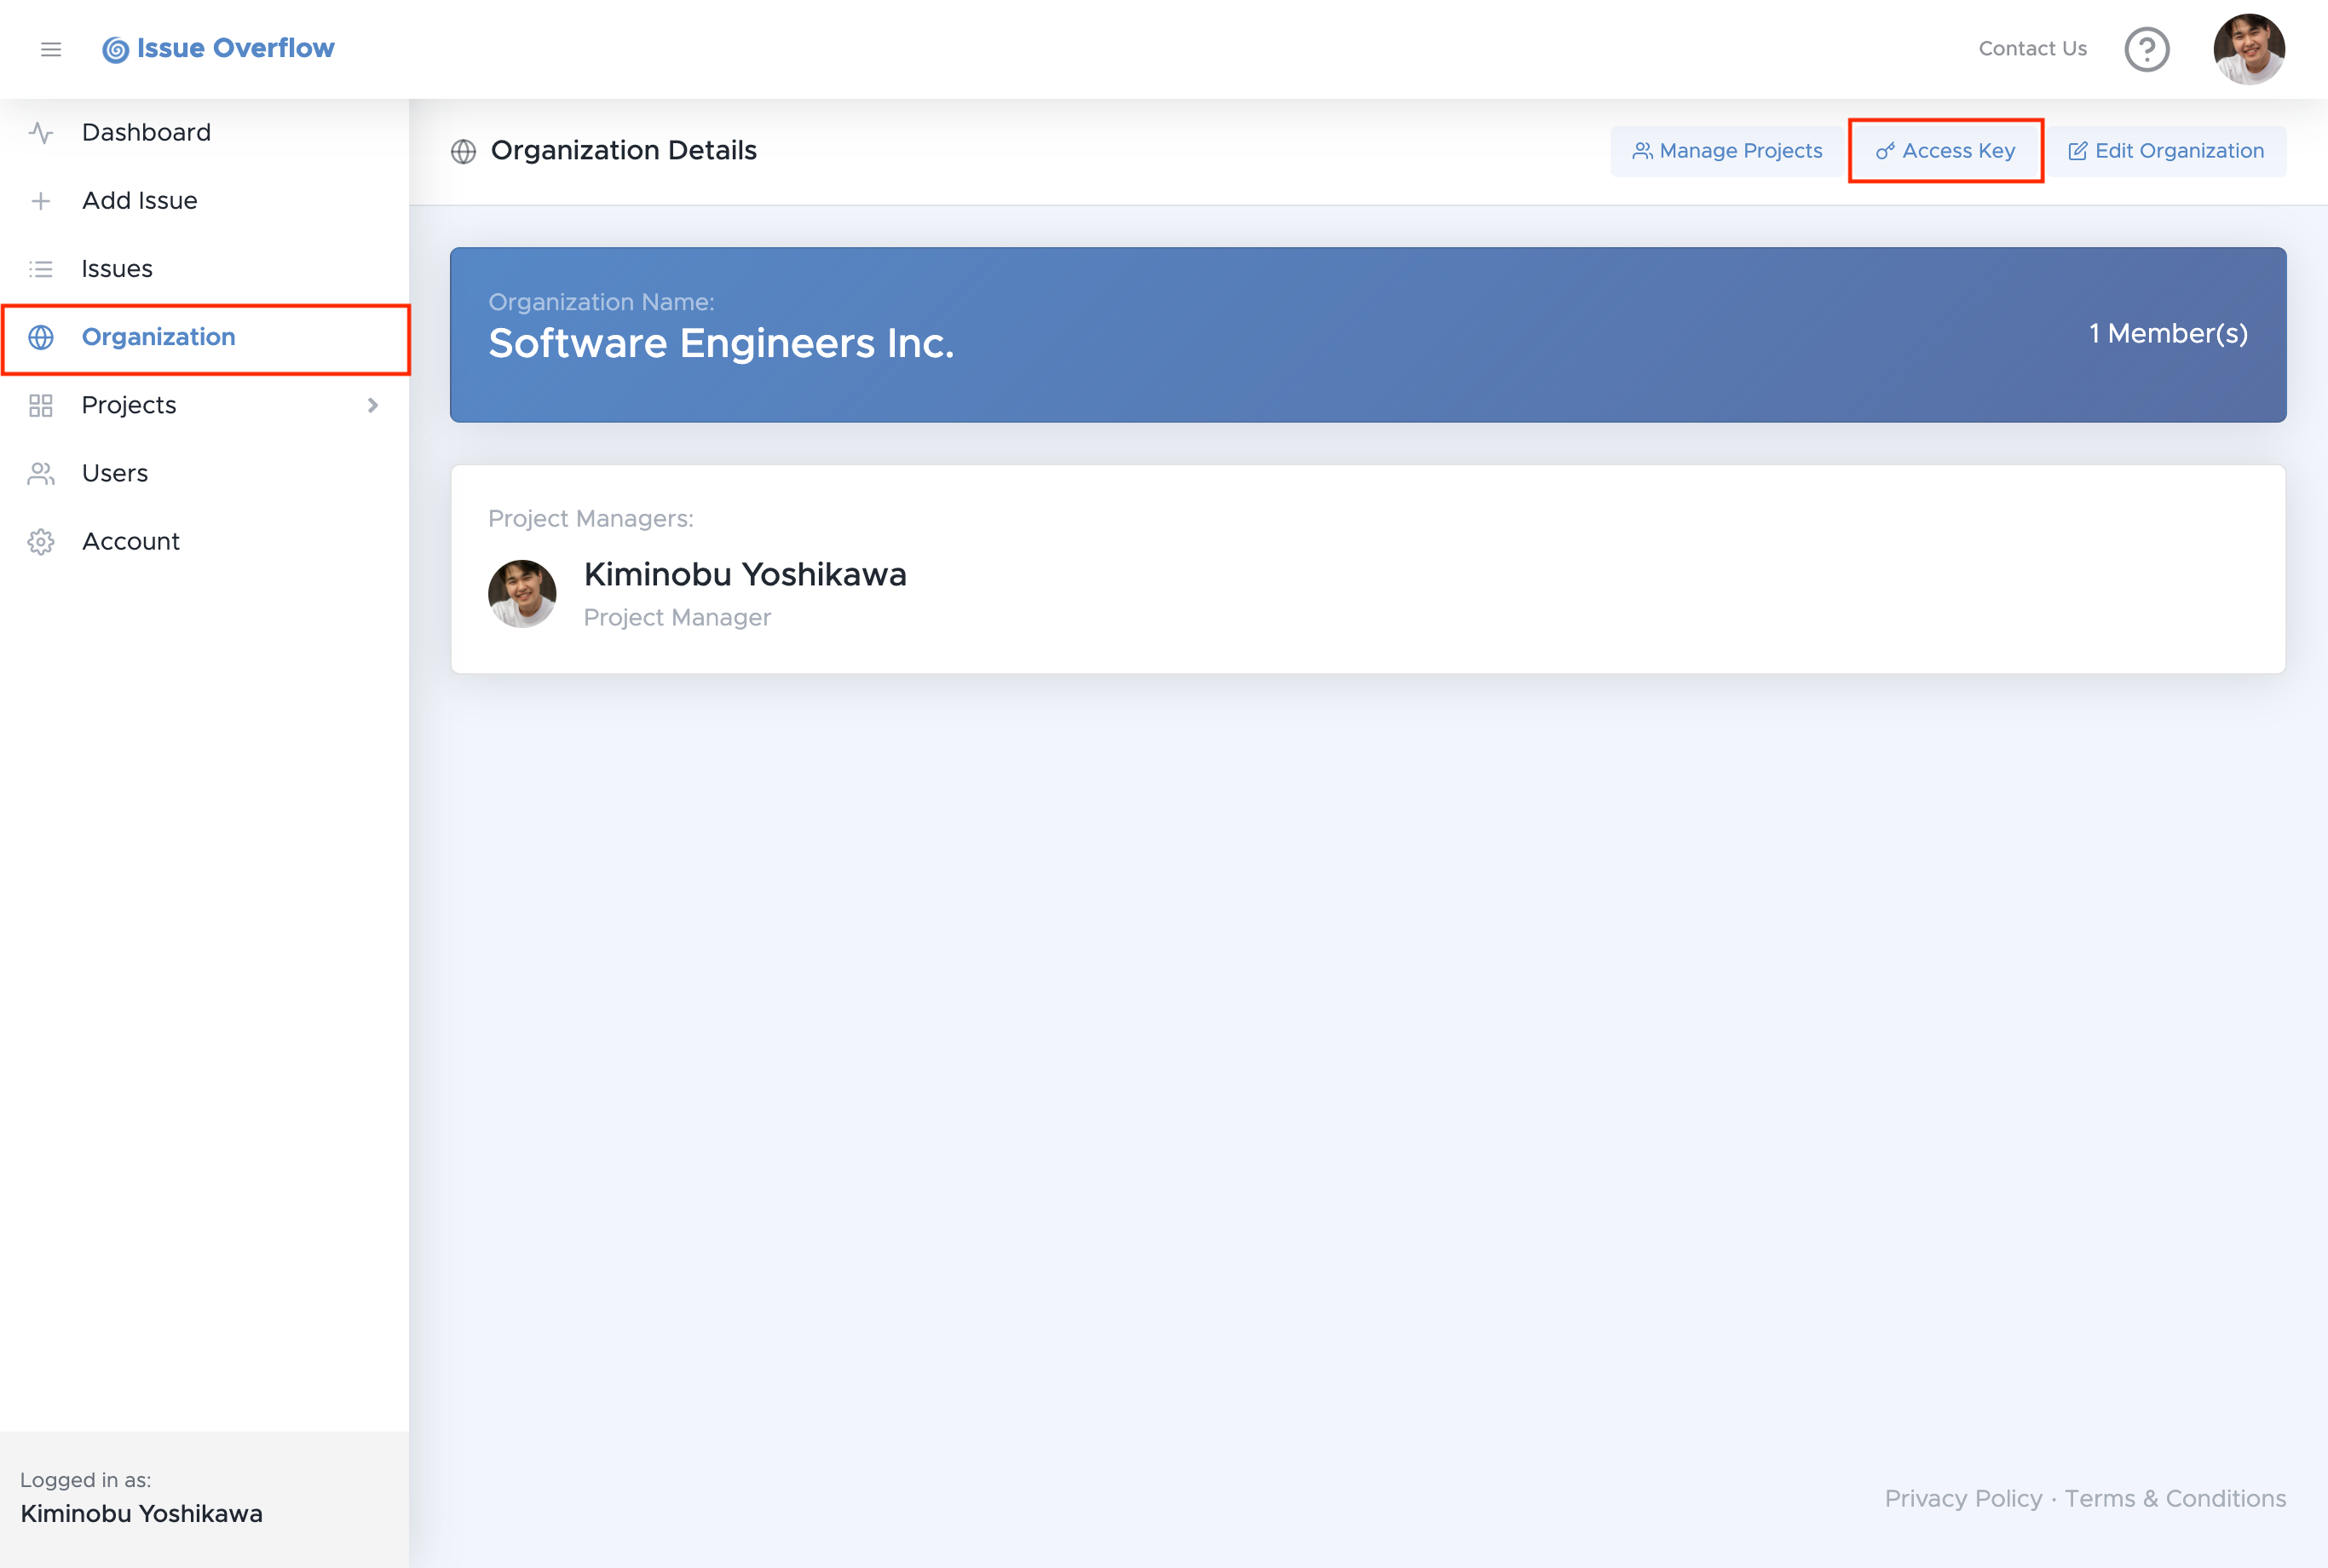 Issue Overflow
Contact Us
Dashboard
Add Issue
Issues
Organization
Projects
Users
Account
Organization Details
Manage Projects
Access Key
Edit Organization
Organization Name:
Software Engineers Inc.
1 Member(s)
Project Managers:
Kiminobu Yoshikawa
Project Manager
Logged in as:
Kiminobu Yoshikawa
Privacy Policy · Terms & Conditions